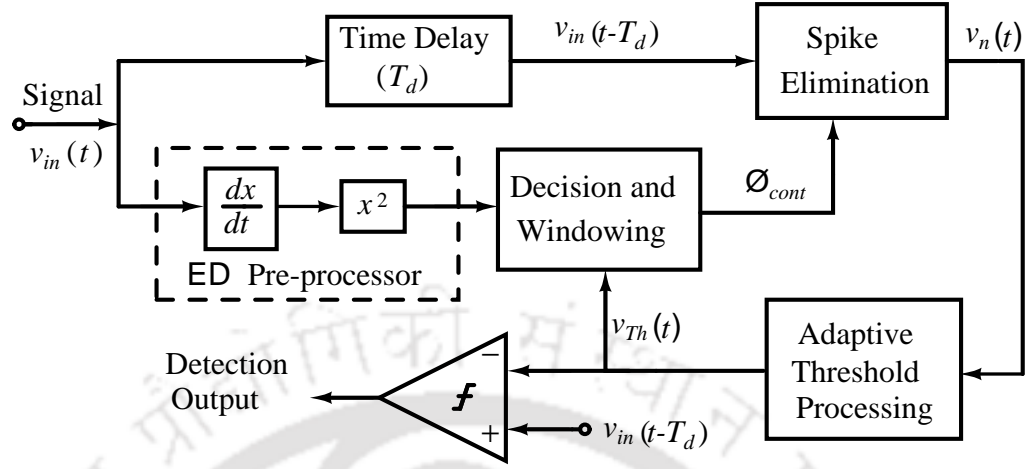 Time Delay
(T_d)
v_in (t-T_d)
Spike
Elimination
v_n(t)
Signal
v_in (t)
dx
dt
x²
ED Pre-processor
Decision and
Windowing
Ø_cont
v_Th (t)
Adaptive
Threshold
Processing
Detection
Output
−
+
v_in (t-T_d)